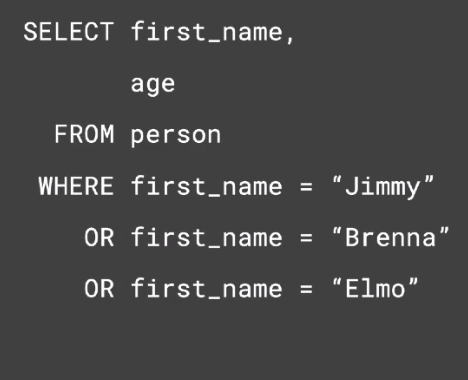 SELECT first_name,
age
FROM person
WHERE first_name = “Jimmy”
OR first_name = “Brenna”
OR first_name = “Elmo”